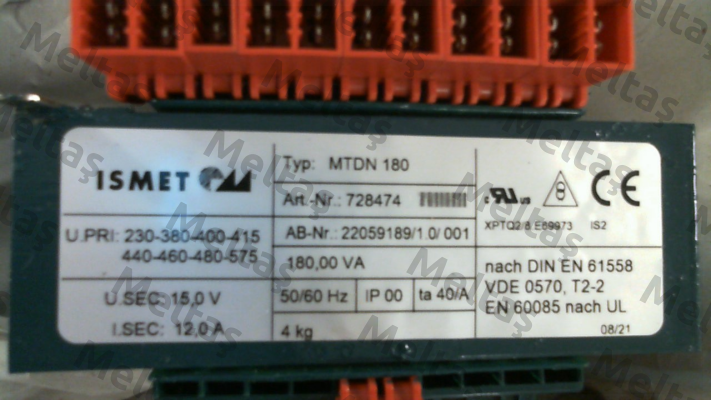 ISMET
U.PRI: 230-380-400-415
440-460-480-575
U.SEC: 15,0 V
I.SEC: 12,0 A
Typ: MTDN 180
Art.-Nr.: 728474
AB-Nr.: 22059189/1.0/ 001
180,00 VA
50/60 Hz IP 00 ta 40/A
4 kg
c RU us CE
XPTQ2/8 E69973 IS2
nach DIN EN 61558
VDE 0570, T2-2
EN 60085 nach UL
08/21
Meltaş